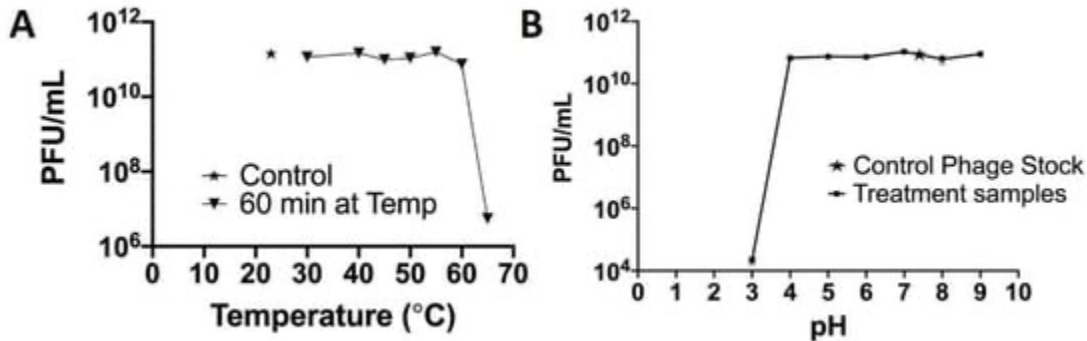 A
PFU/mL
10¹²
10¹⁰
10⁸
10⁶
Control
60 min at Temp
0 10 20 30 40 50 60 70
Temperature (°C)
B
PFU/mL
10¹²
10¹⁰
10⁸
10⁶
10⁴
Control Phage Stock
Treatment samples
0 1 2 3 4 5 6 7 8 9 10
pH